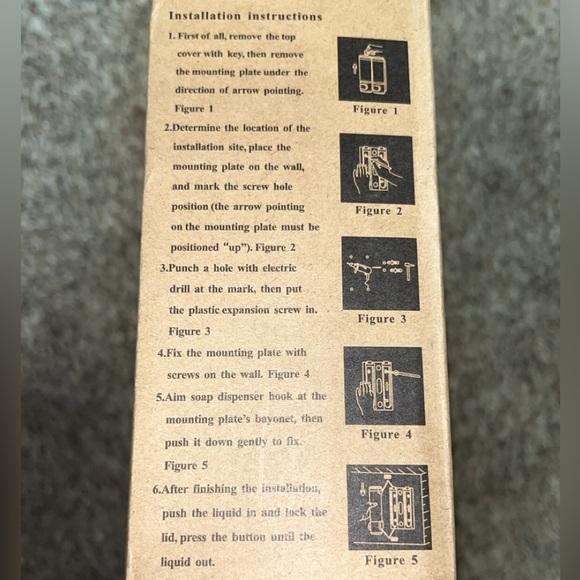 Installation instructions
1. First of all, remove the top
cover with key, then remove
the mounting plate under the
direction of arrow pointing.
Figure 1
Figure 1
2.Determine the location of the
installation site, place the
mounting plate on the wall,
and mark the screw hole
position (the arrow pointing
on the mounting plate must be
positioned "up"). Figure 2
Figure 2
3.Punch a hole with electric
drill at the mark, then put
the plastic expansion screw in.
Figure 3
Figure 3
4.Fix the mounting plate with
screws on the wall. Figure 4
Figure 4
5.Aim soap dispenser hook at the
mounting plate's bayonet, then
push it down gently to fix.
Figure 5
6.After finishing the installation,
push the liquid in and lock the
lid, press the button until the
liquid out.
Figure 5